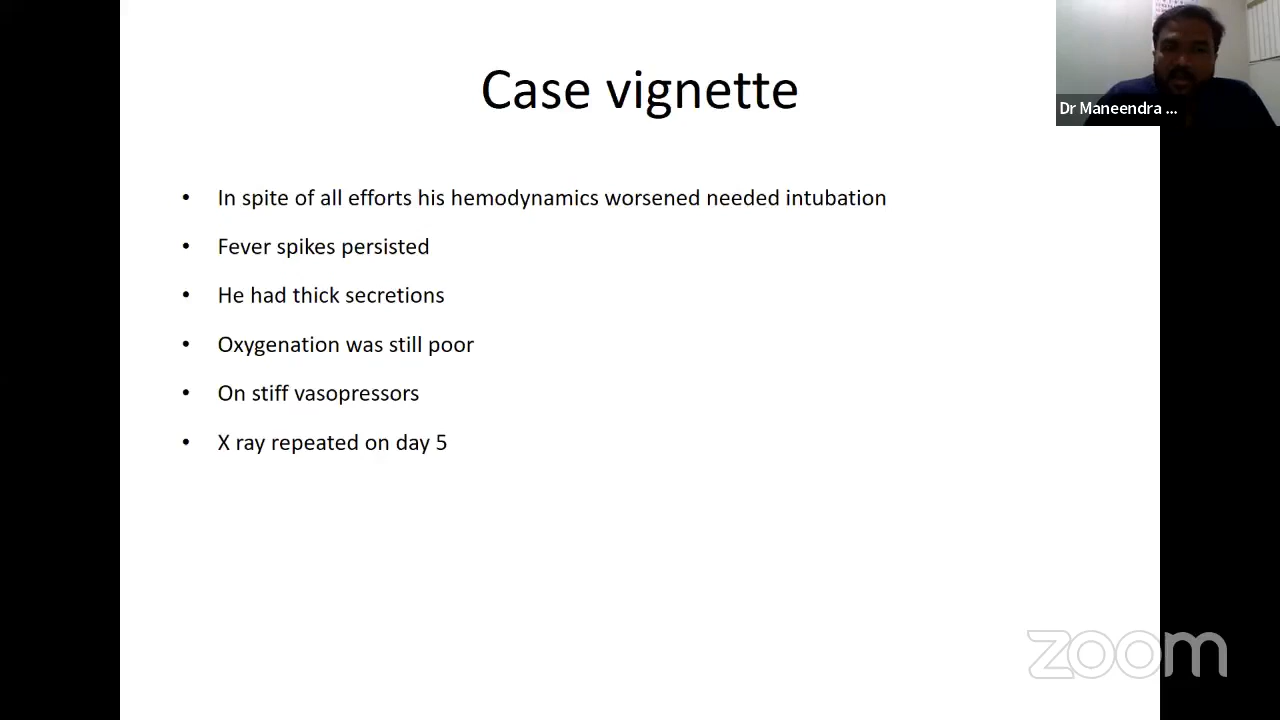 Case vignette
Dr Maneendra ...
• In spite of all efforts his hemodynamics worsened needed intubation
• Fever spikes persisted
• He had thick secretions
• Oxygenation was still poor
• On stiff vasopressors
• X ray repeated on day 5
zoom